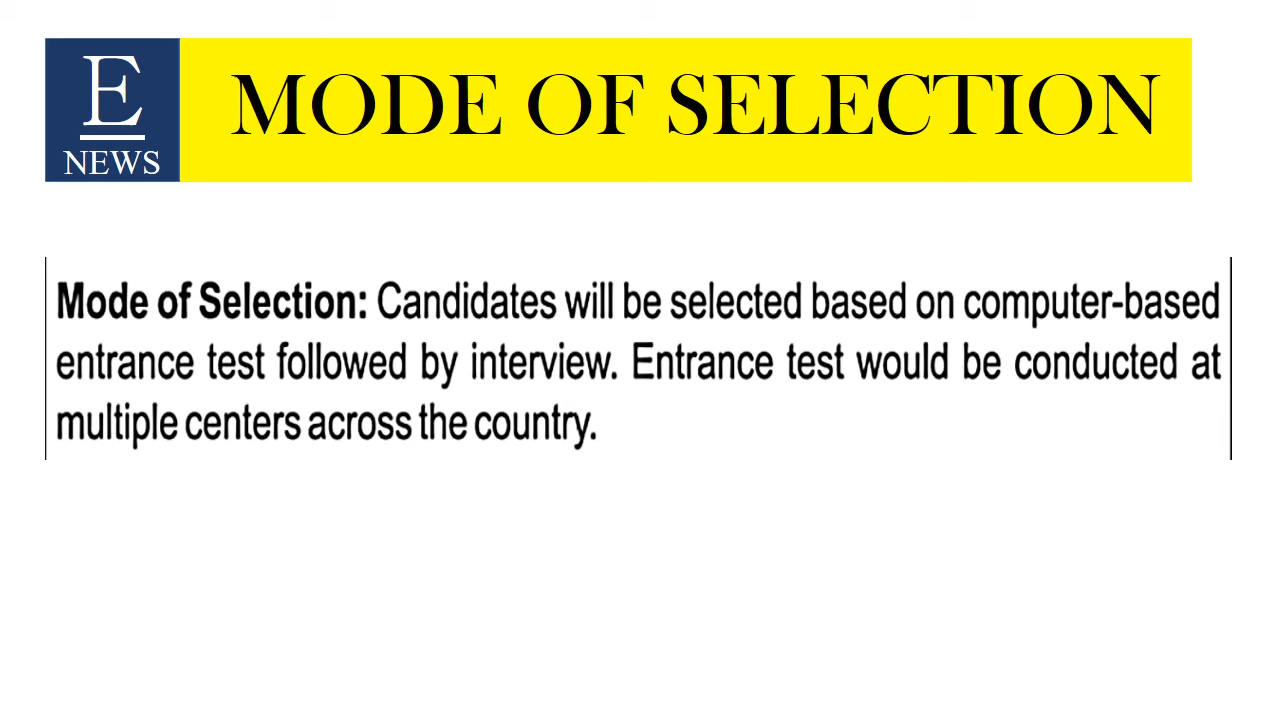 E
NEWS
MODE OF SELECTION
Mode of Selection: Candidates will be selected based on computer-based
entrance test followed by interview. Entrance test would be conducted at
multiple centers across the country.